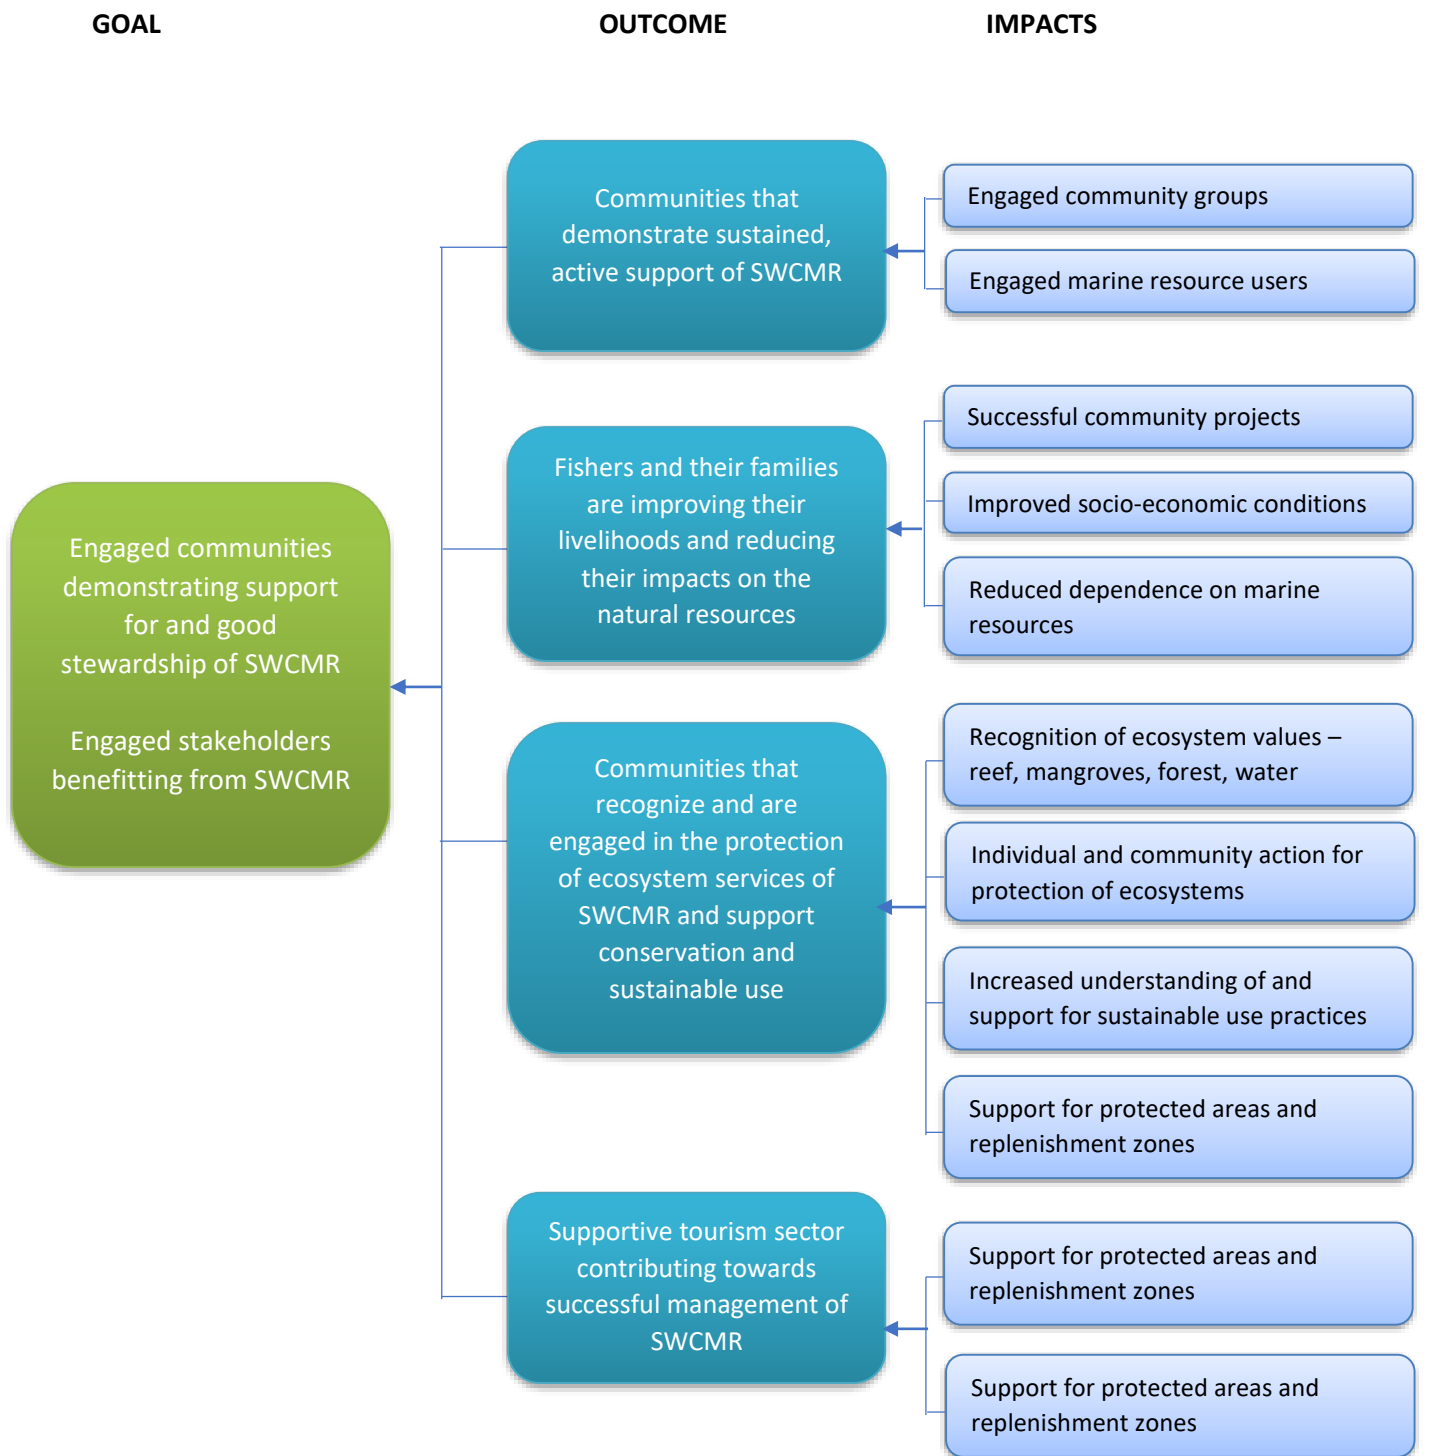 GOAL
OUTCOME
IMPACTS
Engaged communities
demonstrating support
for and good
stewardship of SWCMR
Engaged stakeholders
benefitting from SWCMR
Communities that
demonstrate sustained,
active support of SWCMR
Engaged community groups
Engaged marine resource users
Fishers and their families
are improving their
livelihoods and reducing
their impacts on the
natural resources
Successful community projects
Improved socio-economic conditions
Reduced dependence on marine
resources
Communities that
recognize and are
engaged in the protection
of ecosystem services of
SWCMR and support
conservation and
sustainable use
Recognition of ecosystem values –
reef, mangroves, forest, water
Individual and community action for
protection of ecosystems
Increased understanding of and
support for sustainable use practices
Support for protected areas and
replenishment zones
Supportive tourism sector
contributing towards
successful management of
SWCMR
Support for protected areas and
replenishment zones
Support for protected areas and
replenishment zones